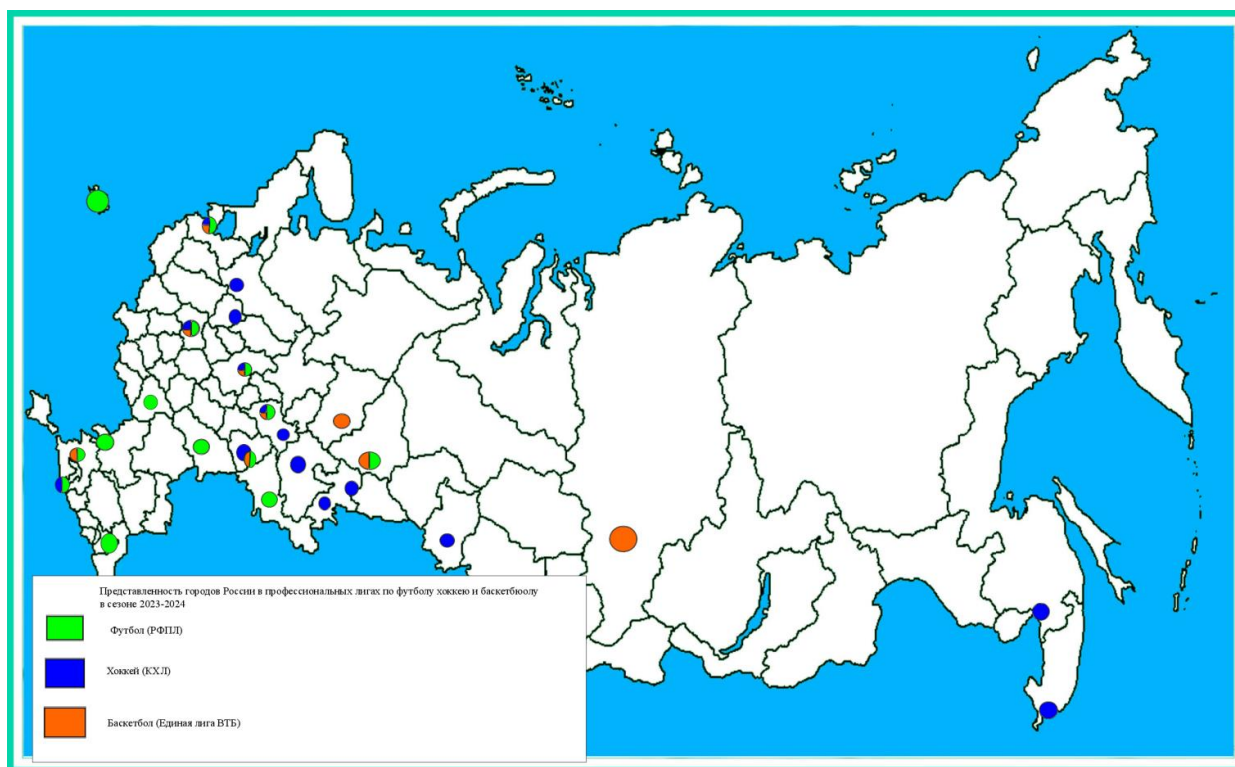 Представленность городов России в профессиональных лигах по футболу хоккею и баскетбюолу
в сезоне 2023-2024
Футбол (РФПЛ)
Хоккей (КХЛ)
Баскетбол (Единая лига ВТБ)